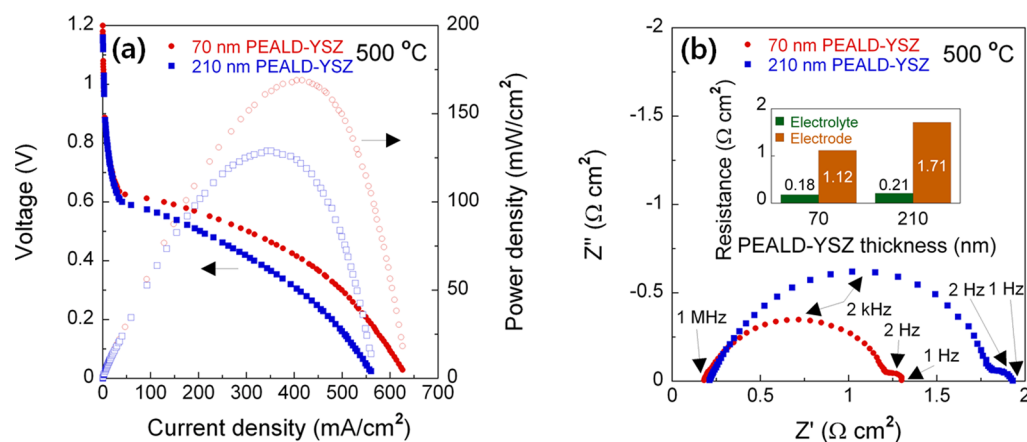 (a)
70 nm PEALD-YSZ
210 nm PEALD-YSZ
500 °C
1.2
1
0.8
0.6
0.4
0.2
0
Voltage (V)
200
150
100
50
0
Power density (mW/cm²)
0 100 200 300 400 500 600 700
Current density (mA/cm²)
(b)
70 nm PEALD-YSZ
210 nm PEALD-YSZ
500 °C
-2
-1.5
-1
-0.5
0
Z" (Ω cm²)
Resistance (Ω cm²)
2
1
0
Electrolyte
Electrode
0.18
1.12
0.21
1.71
70 210
PEALD-YSZ thickness (nm)
1 MHz
2 kHz
2 Hz
1 Hz
2 Hz
1 Hz
0 0.5 1 1.5 2
Z' (Ω cm²)